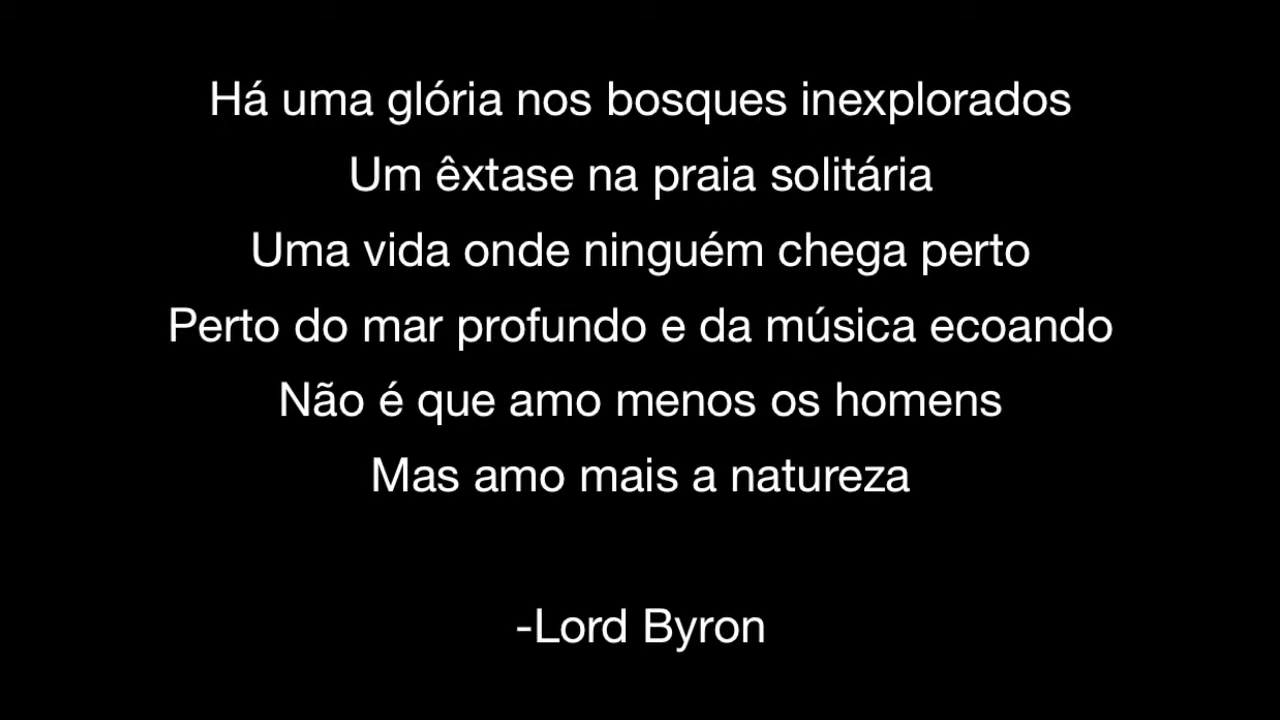 Há uma glória nos bosques inexplorados
Um êxtase na praia solitária
Uma vida onde ninguém chega perto
Perto do mar profundo e da música ecoando
Não é que amo menos os homens
Mas amo mais a natureza
-Lord Byron